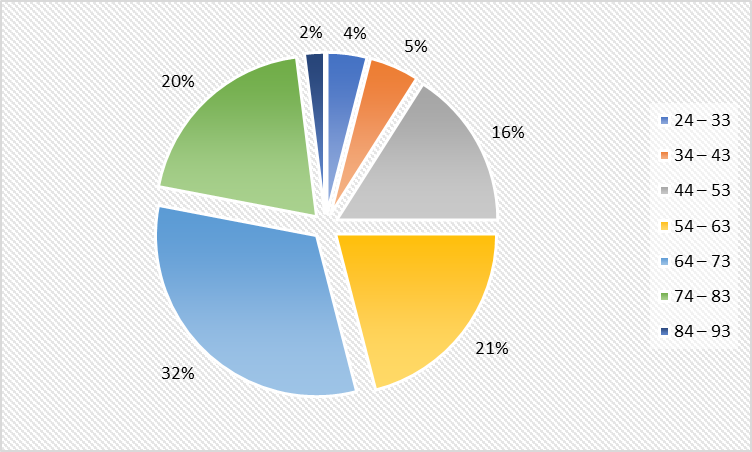 2%
4%
5%
20%
16%
32%
21%
24 – 33
34 – 43
44 – 53
54 – 63
64 – 73
74 – 83
84 – 93